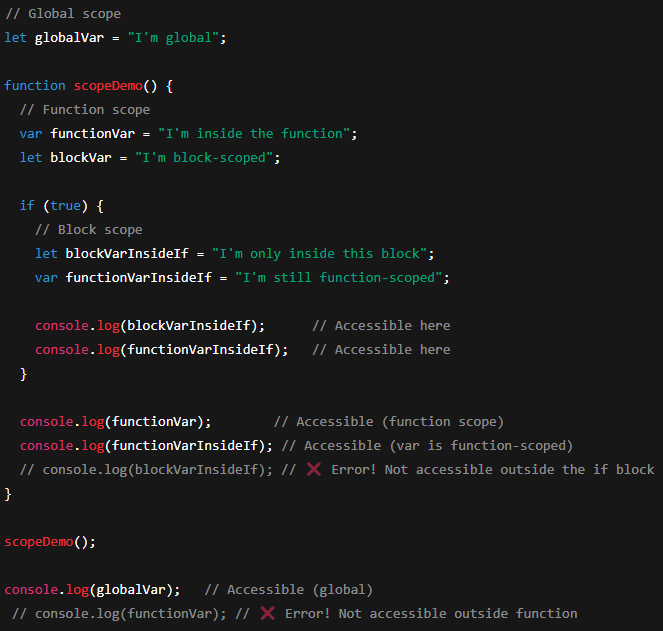 // Global scope
let globalVar = "I'm global";

function scopeDemo() {
  // Function scope
  var functionVar = "I'm inside the function";
  let blockVar = "I'm block-scoped";

  if (true) {
    // Block scope
    let blockVarInsideIf = "I'm only inside this block";
    var functionVarInsideIf = "I'm still function-scoped";

    console.log(blockVarInsideIf);      // Accessible here
    console.log(functionVarInsideIf);   // Accessible here
  }

  console.log(functionVar);        // Accessible (function scope)
  console.log(functionVarInsideIf); // Accessible (var is function-scoped)
  // console.log(blockVarInsideIf); // ❌ Error! Not accessible outside the if block
}

scopeDemo();

console.log(globalVar);   // Accessible (global)
 // console.log(functionVar); // ❌ Error! Not accessible outside function